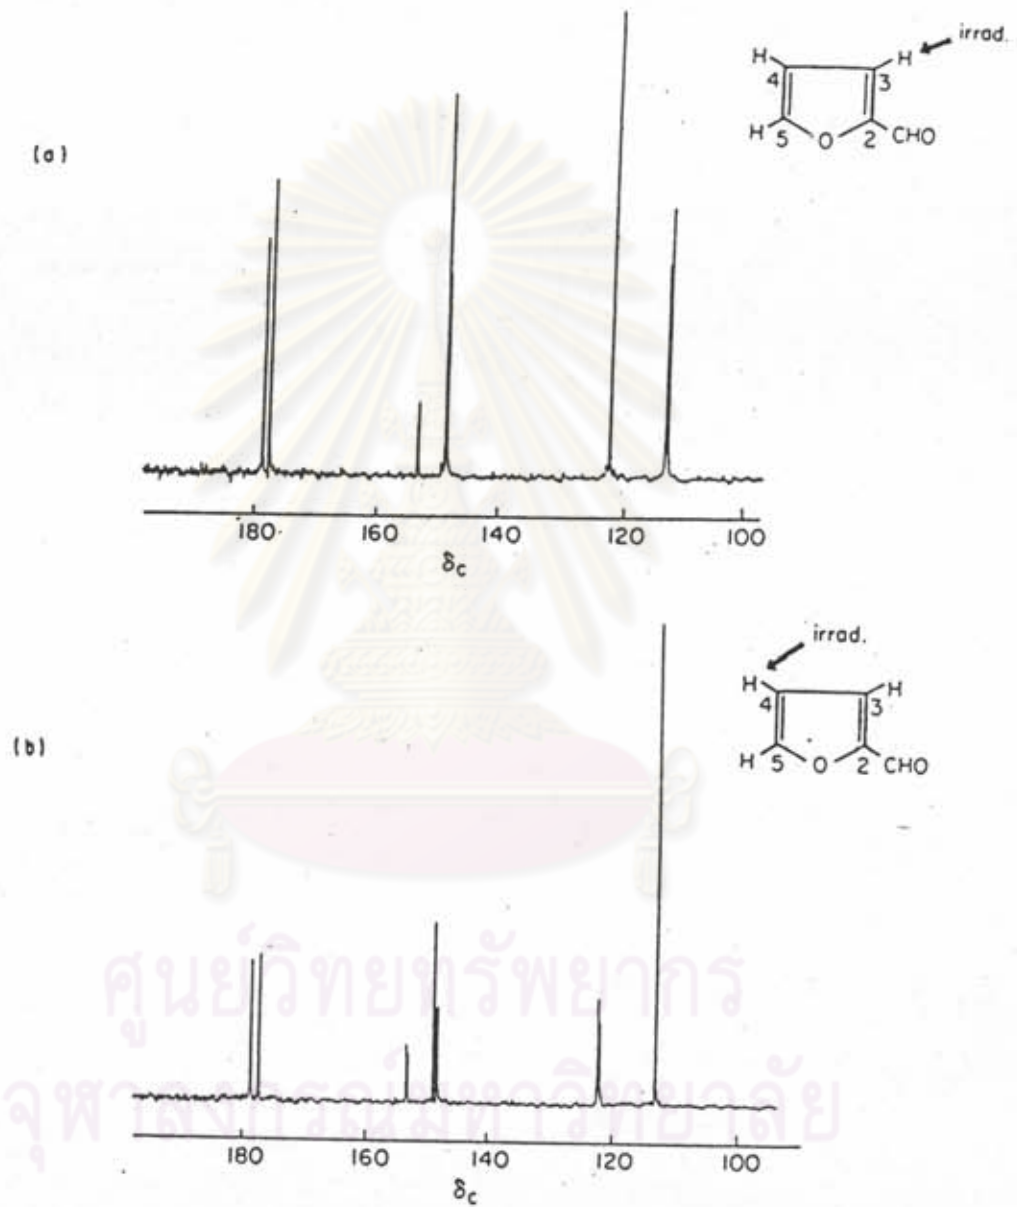 irrad.
H H
4 3
(a)
H 5 O 2 CHO
180 160 140 120 100
δc
irrad.
H H
4 3
(b)
H 5 O 2 CHO
180 160 140 120 100
δc
ศูนย์วิทยทรัพยากร
จุฬาลงกรณ์มหาวิทยาลัย